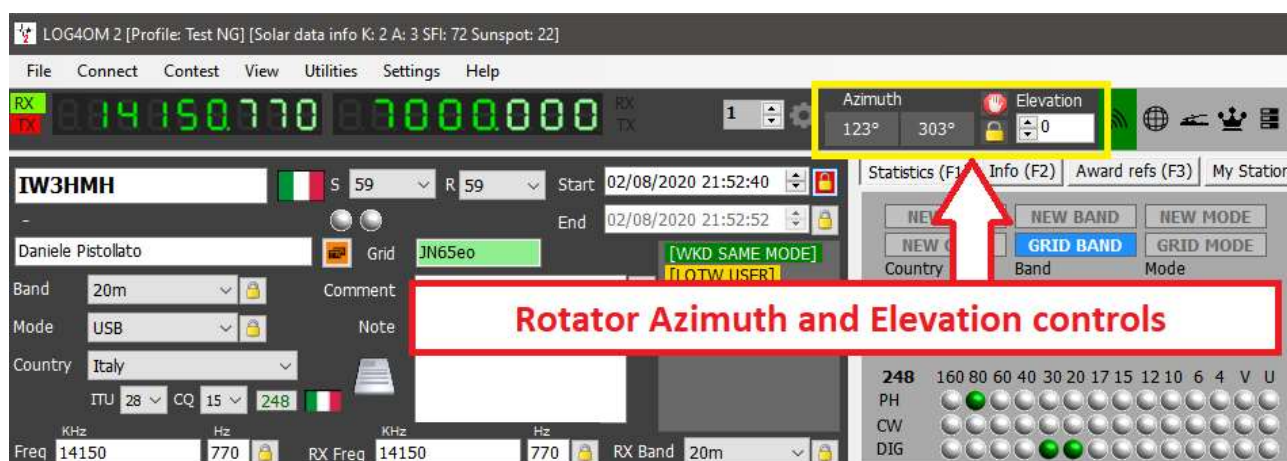 LOG4OM 2 [Profile: Test NG] [Solar data info K: 2 A: 3 SFI: 72 Sunspot: 22]
File Connect Contest View Utilities Settings Help
RX 14150.770 7000.000 RX 1
TX TX
Azimuth Elevation
123° 303° 0
IW3HMH S 59 R 59 Start 02/08/2020 21:52:40
- End 02/08/2020 21:52:52
Daniele Pistollato Grid JN65eo
[WKD SAME MODE]
[LOTW USER]
Band 20m Comment
Mode USB Note
Country Italy
ITU 28 CQ 15 248
KHz Hz KHz Hz
Freq 14150 770 RX Freq 14150 770 RX Band 20m
Statistics (F1) Info (F2) Award refs (F3) My Station
NEW BAND NEW MODE
NEW GRID BAND GRID MODE
Country Band Mode
Rotator Azimuth and Elevation controls
248 160 80 60 40 30 20 17 15 12 10 6 4 V U
PH
CW
DIG